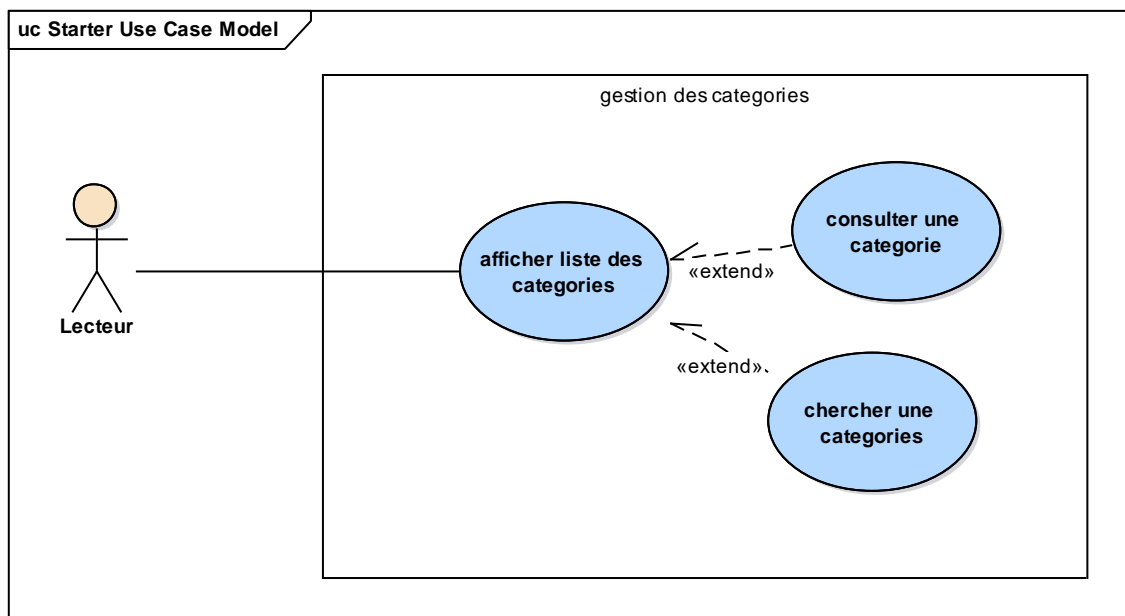 uc Starter Use Case Model
gestion des categories
Lecteur
afficher liste des
categories
consulter une
categorie
«extend»
«extend»
chercher une
categories